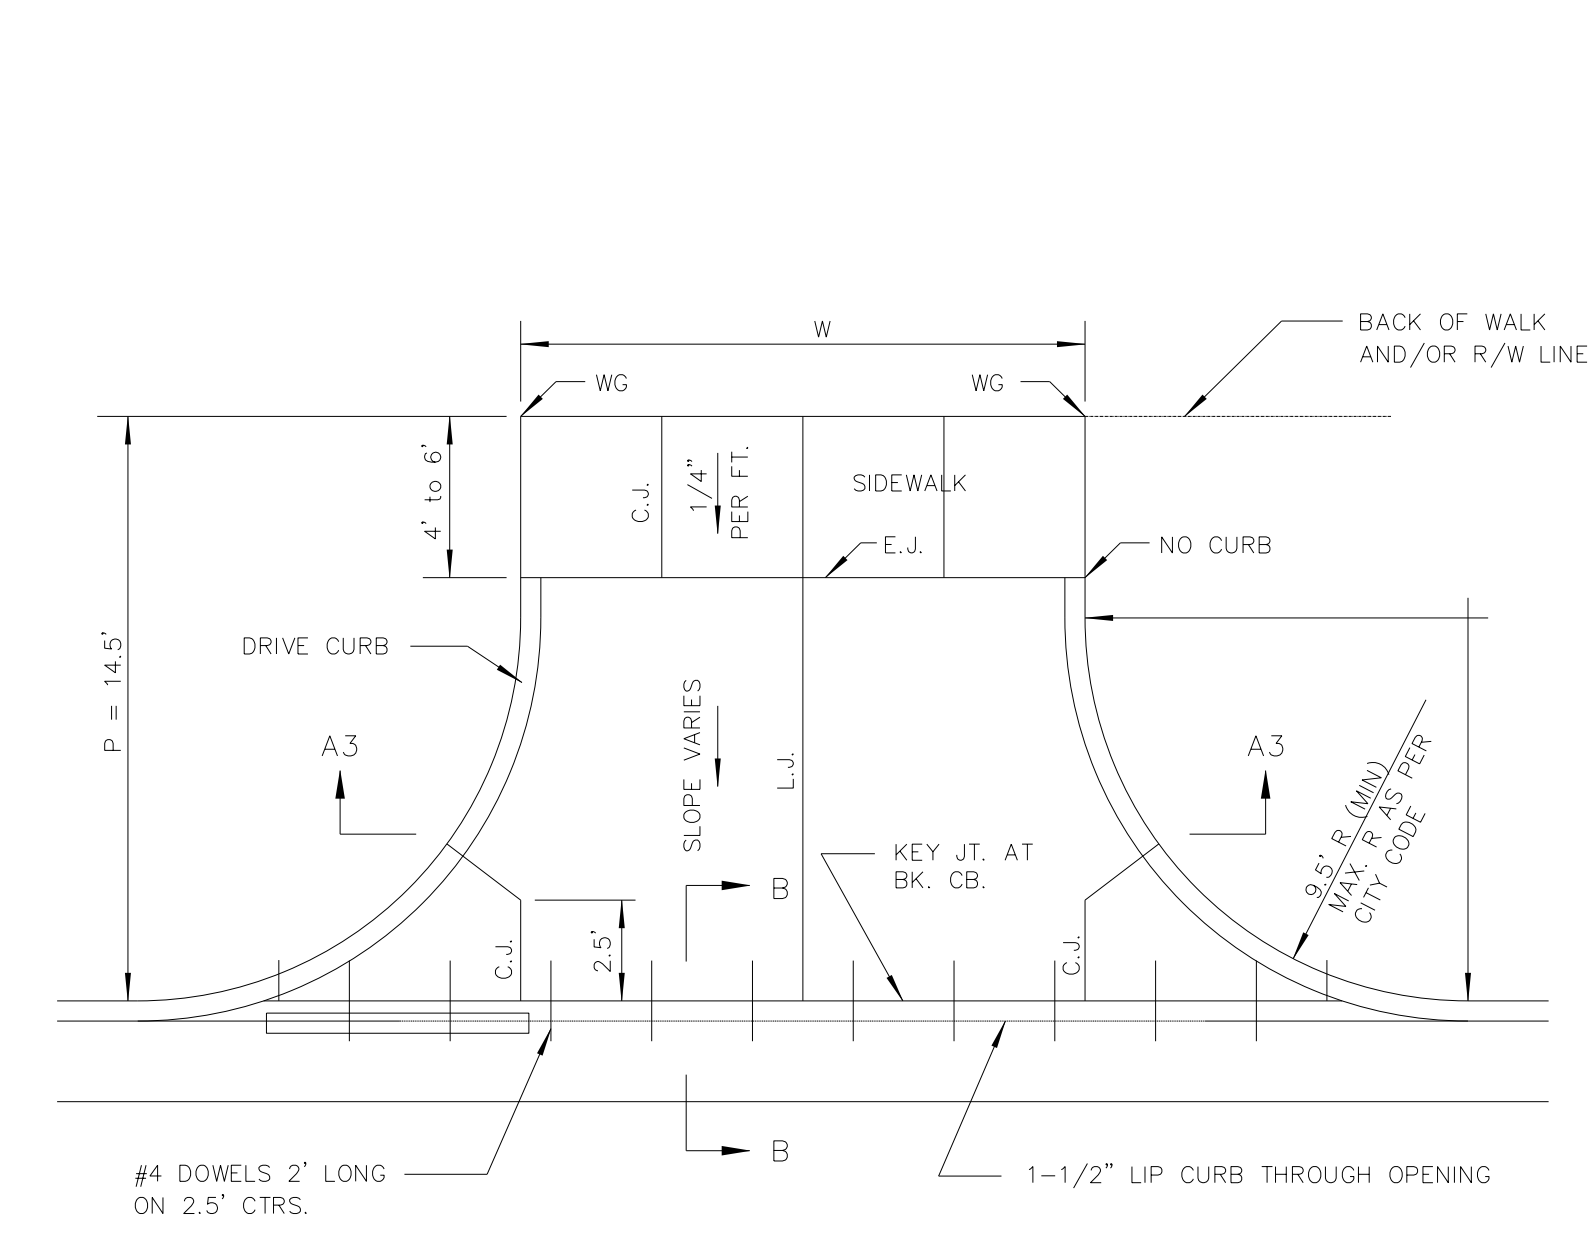 W
BACK OF WALK
AND/OR R/W LINE
WG
WG
4' to 6'
C.J.
1/4"
PER FT.
SIDEWALK
E.J.
NO CURB
P = 14.5'
DRIVE CURB
SLOPE VARIES
L.J.
A3
A3
9.5' R (MIN)
MAX. R AS PER
CITY CODE
KEY JT. AT
BK. CB.
B
C.J.
2.5'
C.J.
B
#4 DOWELS 2' LONG
ON 2.5' CTRS.
1-1/2" LIP CURB THROUGH OPENING